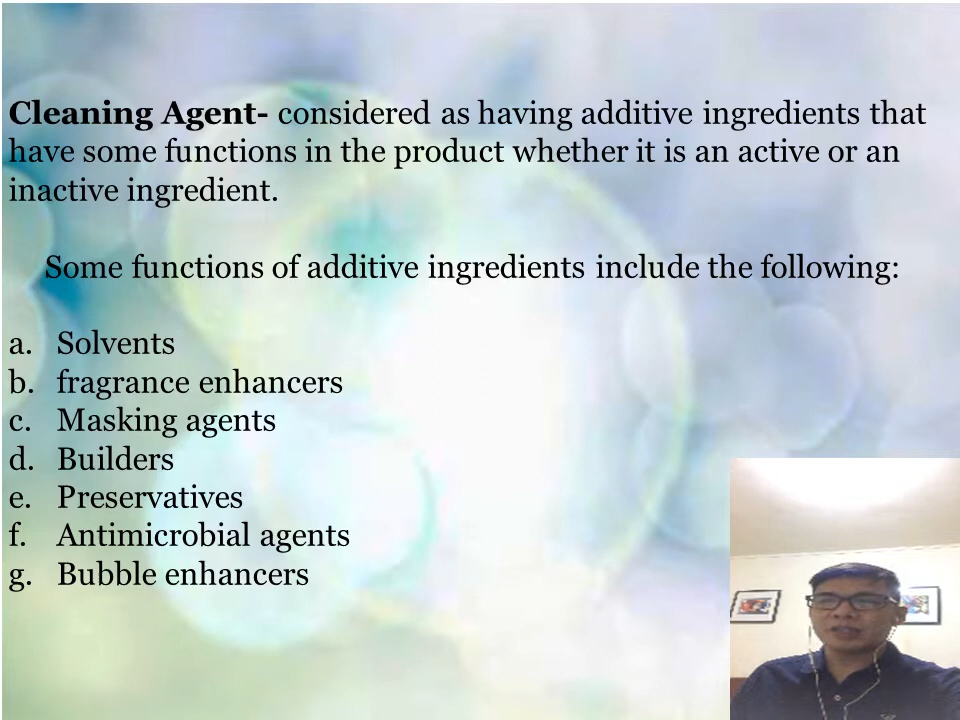 Cleaning Agent- considered as having additive ingredients that
have some functions in the product whether it is an active or an
inactive ingredient.
Some functions of additive ingredients include the following:
a. Solvents
b. fragrance enhancers
c. Masking agents
d. Builders
e. Preservatives
f. Antimicrobial agents
g. Bubble enhancers